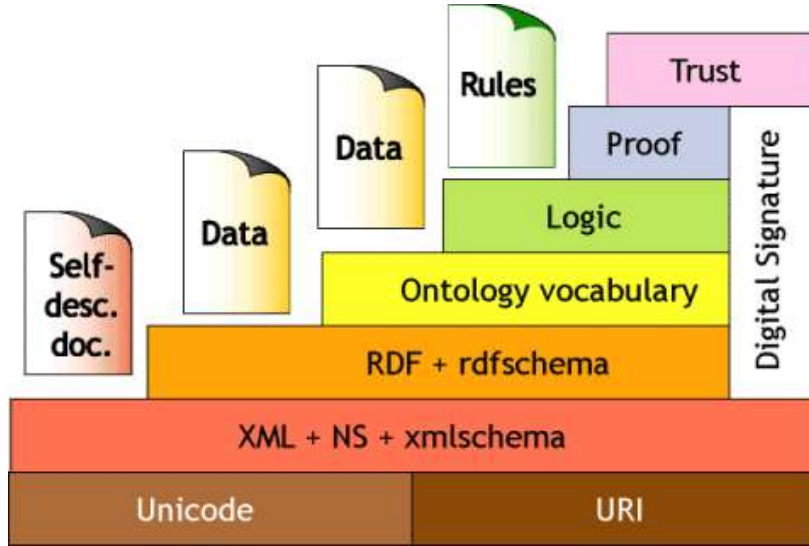 Rules
Trust
Data
Proof
Data
Logic
Self-
desc.
doc.
Ontology vocabulary
Digital Signature
RDF + rdfschema
XML + NS + xmlschema
Unicode
URI